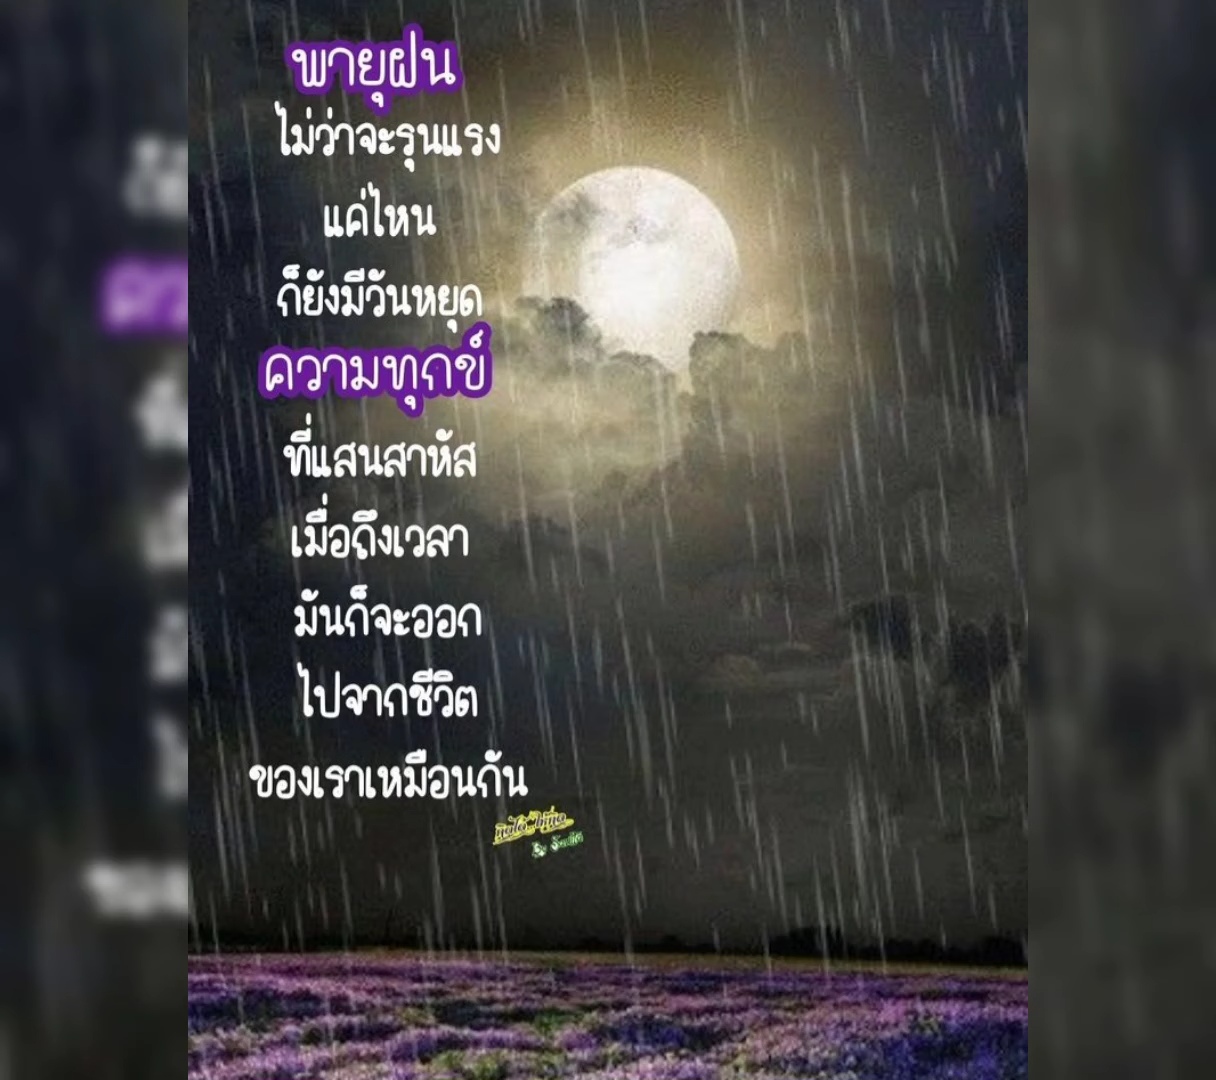 พายุฝน
ไม่ว่าจะรุนแรง
แค่ไหน
ก็ยังมีวันหยุด
ความทุกข์
ที่แสนสาหัส
เมื่อถึงเวลา
มันก็จะออก
ไปจากชีวิต
ของเราเหมือนกัน
By